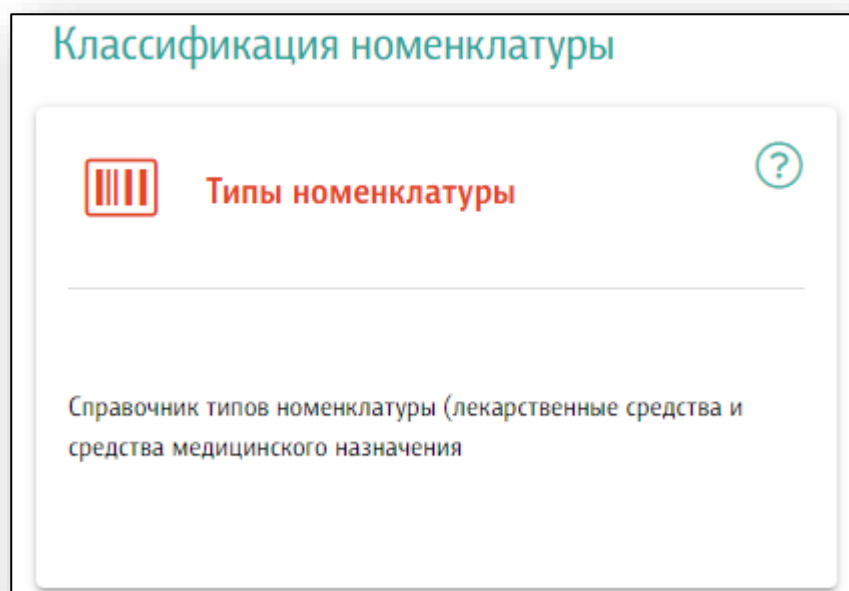 Классификация номенклатуры
Типы номенклатуры
?
Справочник типов номенклатуры (лекарственные средства и
средства медицинского назначения